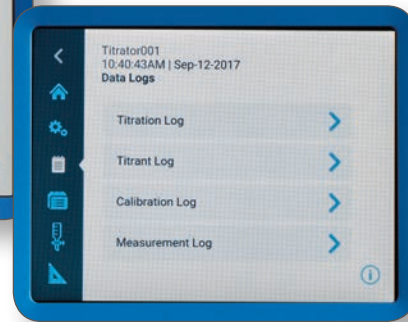 Titrator001
10:40:43AM | Sep-12-2017
Data Logs
Titration Log
Titrant Log
Calibration Log
Measurement Log